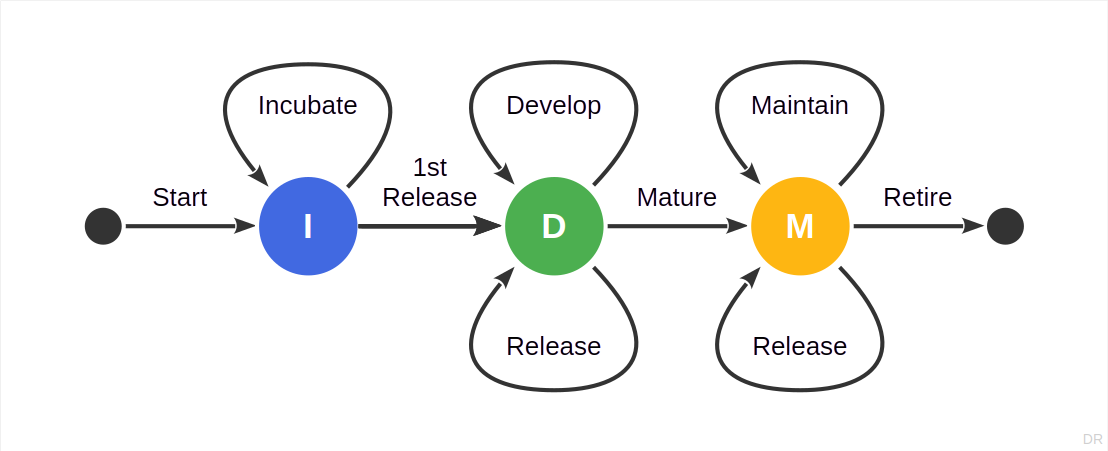 Incubate
Develop
Maintain
1st
Start
Release
Mature
Retire
I
D
M
Release
Release
DR